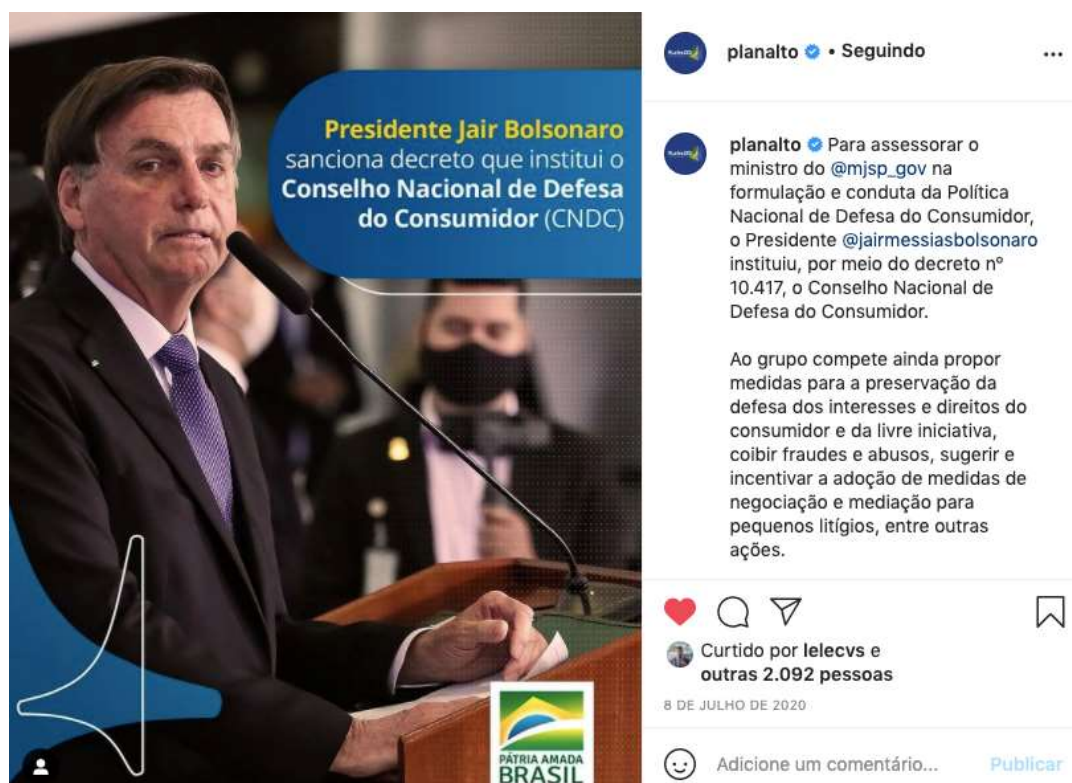 Presidente Jair Bolsonaro
sanciona decreto que institui o
Conselho Nacional de Defesa
do Consumidor (CNDC)
PÁTRIA AMADA
BRASIL
planalto • Seguindo
planalto Para assessorar o
ministro do @mjsp_gov na
formulação e conduta da Política
Nacional de Defesa do Consumidor,
o Presidente @jairmessiasbolsonaro
instituiu, por meio do decreto nº
10.417, o Conselho Nacional de
Defesa do Consumidor.
Ao grupo compete ainda propor
medidas para a preservação da
defesa dos interesses e direitos do
consumidor e da livre iniciativa,
coibir fraudes e abusos, sugerir e
incentivar a adoção de medidas de
negociação e mediação para
pequenos litígios, entre outras
ações.
Curtido por lelecvs e
outras 2.092 pessoas
8 DE JULHO DE 2020
Adicione um comentário... Publicar